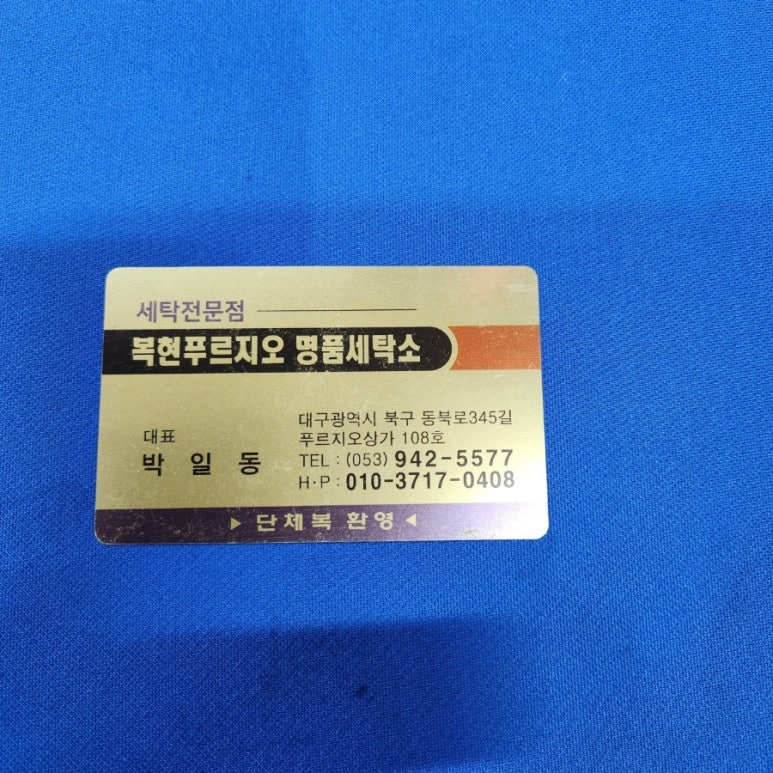 세탁전문점
복현푸르지오 명품세탁소
대구광역시 북구 동북로345길
푸르지오상가 108호
대표
박 일 동
TEL : (053) 942-5577
H·P : 010-3717-0408
▶ 단체복 환영 ◀